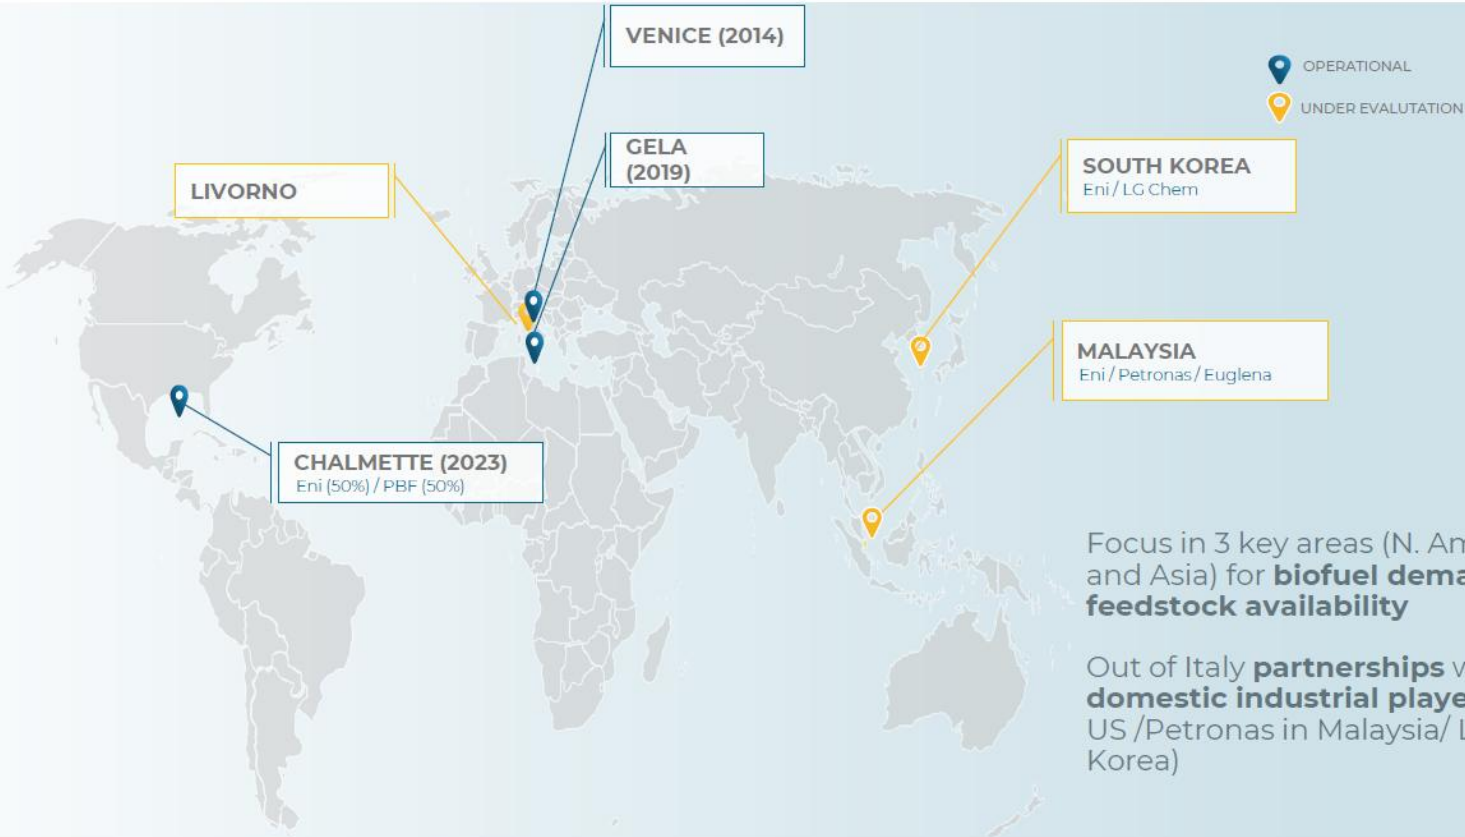 VENICE (2014)
OPERATIONAL
UNDER EVALUTATION
GELA
(2019)
SOUTH KOREA
Eni / LG Chem
LIVORNO
MALAYSIA
Eni / Petronas / Euglena
CHALMETTE (2023)
Eni (50%) / PBF (50%)
Focus in 3 key areas (N. Am
and Asia) for biofuel dema
feedstock availability
Out of Italy partnerships w
domestic industrial playe
US /Petronas in Malaysia/ L
Korea)